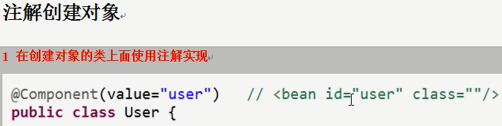 注解创建对象
1 在创建对象的类上面使用注解实现
@Component(value="user")   // <bean id="user" class=""/>
public class User {